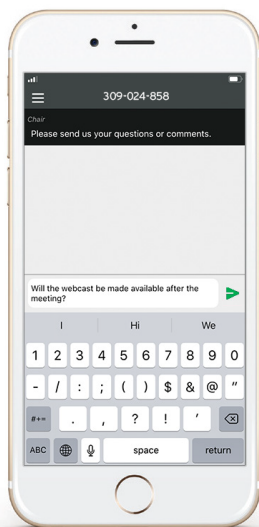 309-024-858
Chair
Please send us your questions or comments.
Will the webcast be made available after the
meeting?
I Hi We
1 2 3 4 5 6 7 8 9 0
- / : ; ( ) $ & @ "
#+= . , ? ! '
ABC space return